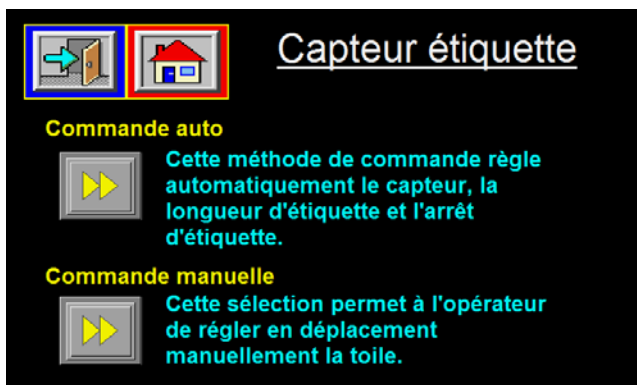 Capteur étiquette
Commande auto
Cette méthode de commande règle
automatiquement le capteur, la
longueur d'étiquette et l'arrêt
d'étiquette.
Commande manuelle
Cette sélection permet à l'opérateur
de régler en déplacement
manuellement la toile.